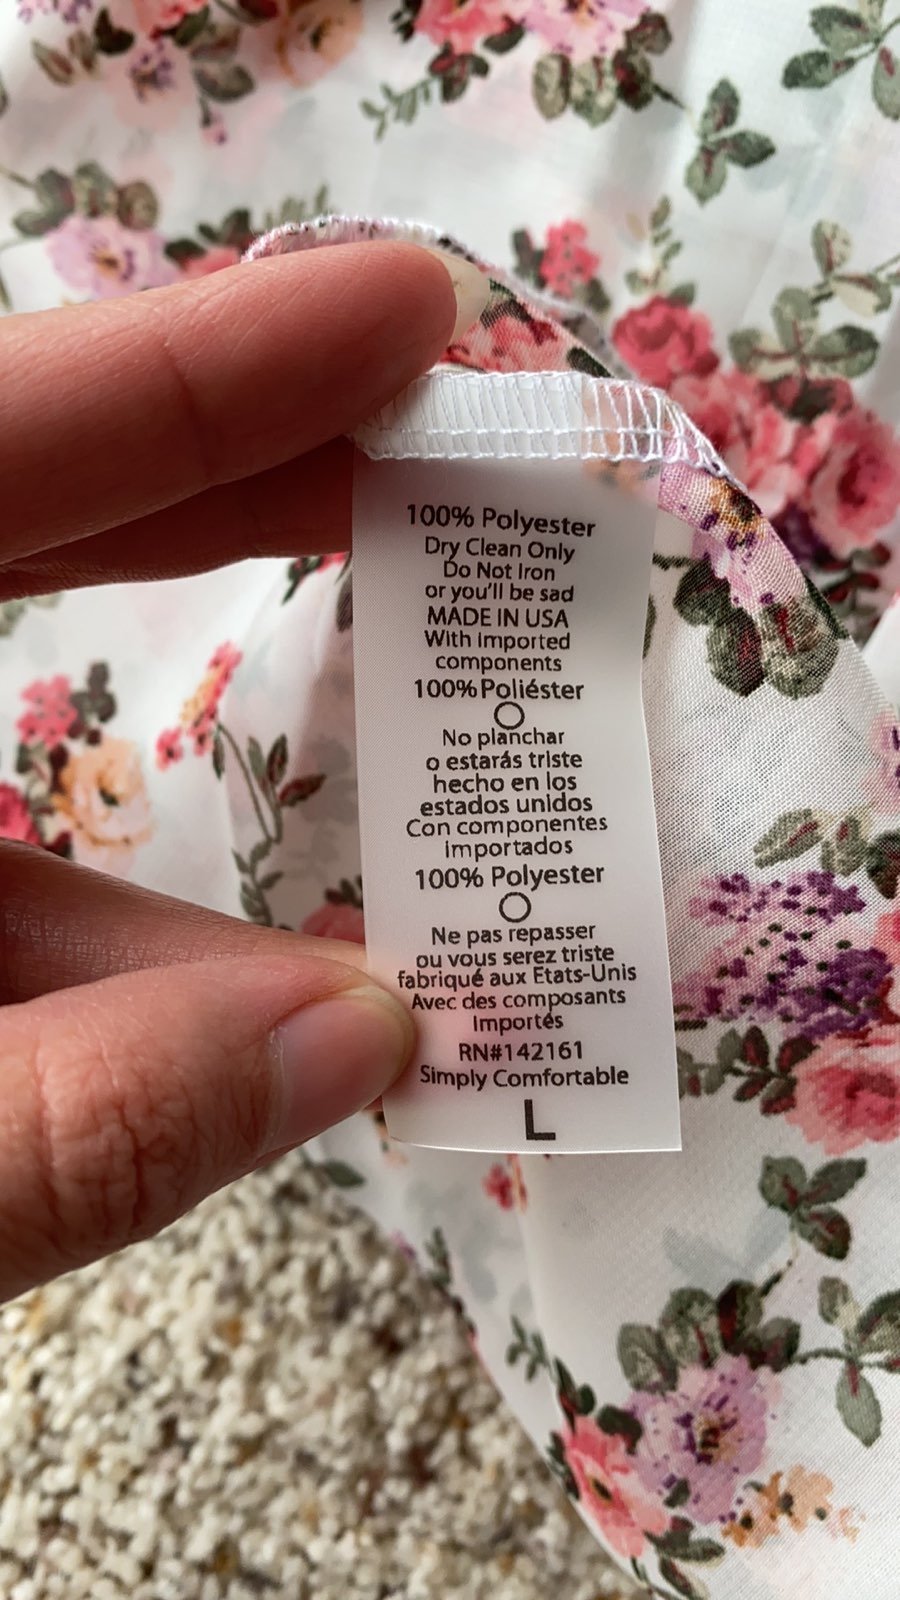 100% Polyester
Dry Clean Only
Do Not Iron
or you'll be sad
MADE IN USA
With imported
components
100% Poliéster
No planchar
o estarás triste
hecho en los
estados unidos
Con componentes
importados
100% Polyester
Ne pas repasser
ou vous serez triste
fabriqué aux Etats-Unis
Avec des composants
importés
RN#142161
Simply Comfortable
L